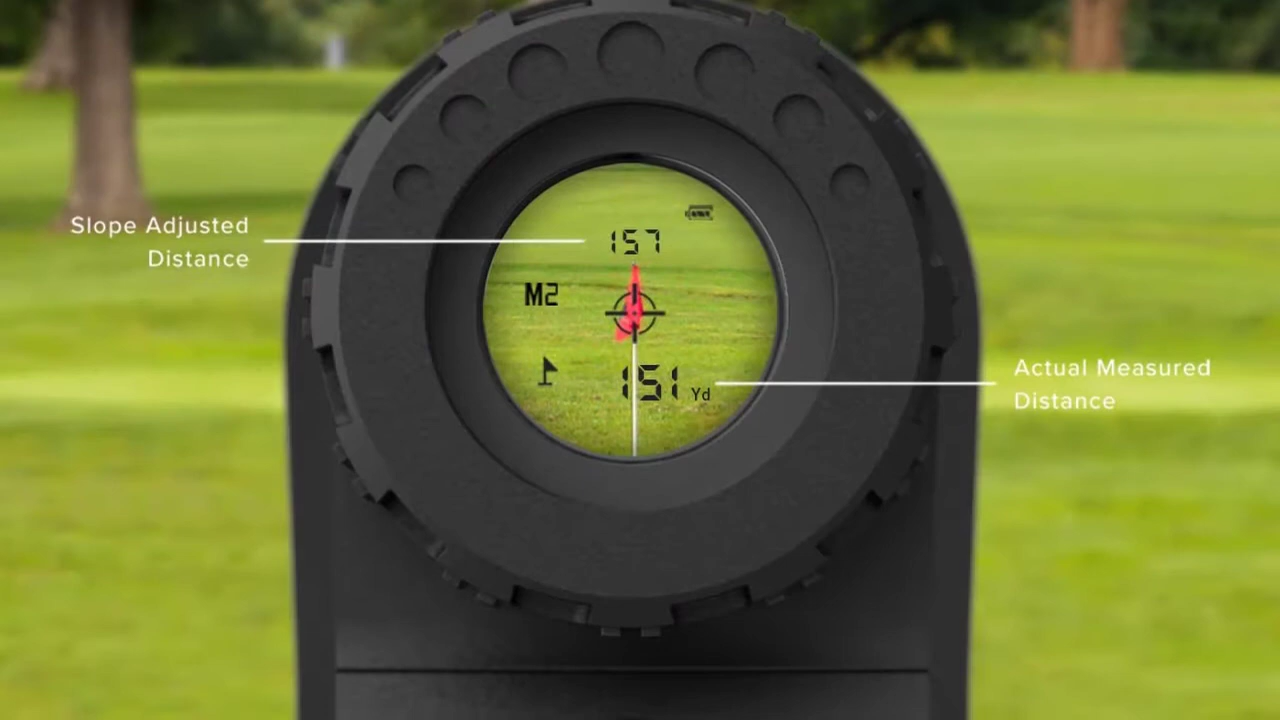 Slope Adjusted
Distance
157
M2
151 Yd
Actual Measured
Distance